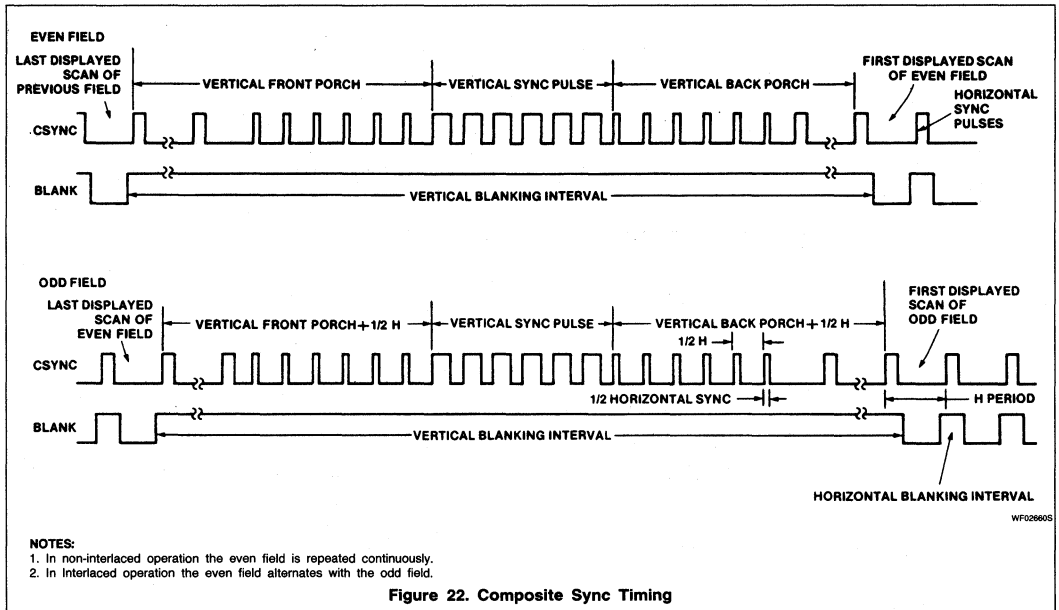 EVEN FIELD
LAST DISPLAYED
SCAN OF
PREVIOUS FIELD
VERTICAL FRONT PORCH
VERTICAL SYNC PULSE
VERTICAL BACK PORCH
FIRST DISPLAYED SCAN
OF EVEN FIELD
HORIZONTAL
SYNC
PULSES
CSYNC
BLANK
VERTICAL BLANKING INTERVAL
ODD FIELD
LAST DISPLAYED
SCAN OF
EVEN FIELD
VERTICAL FRONT PORCH+1/2 H
VERTICAL SYNC PULSE
VERTICAL BACK PORCH+1/2 H
FIRST DISPLAYED
SCAN OF
ODD FIELD
1/2 H
CSYNC
1/2 HORIZONTAL SYNC
H PERIOD
BLANK
VERTICAL BLANKING INTERVAL
HORIZONTAL BLANKING INTERVAL
WF02660S
NOTES:
1. In non-interlaced operation the even field is repeated continuously.
2. In Interlaced operation the even field alternates with the odd field.
Figure 22. Composite Sync Timing